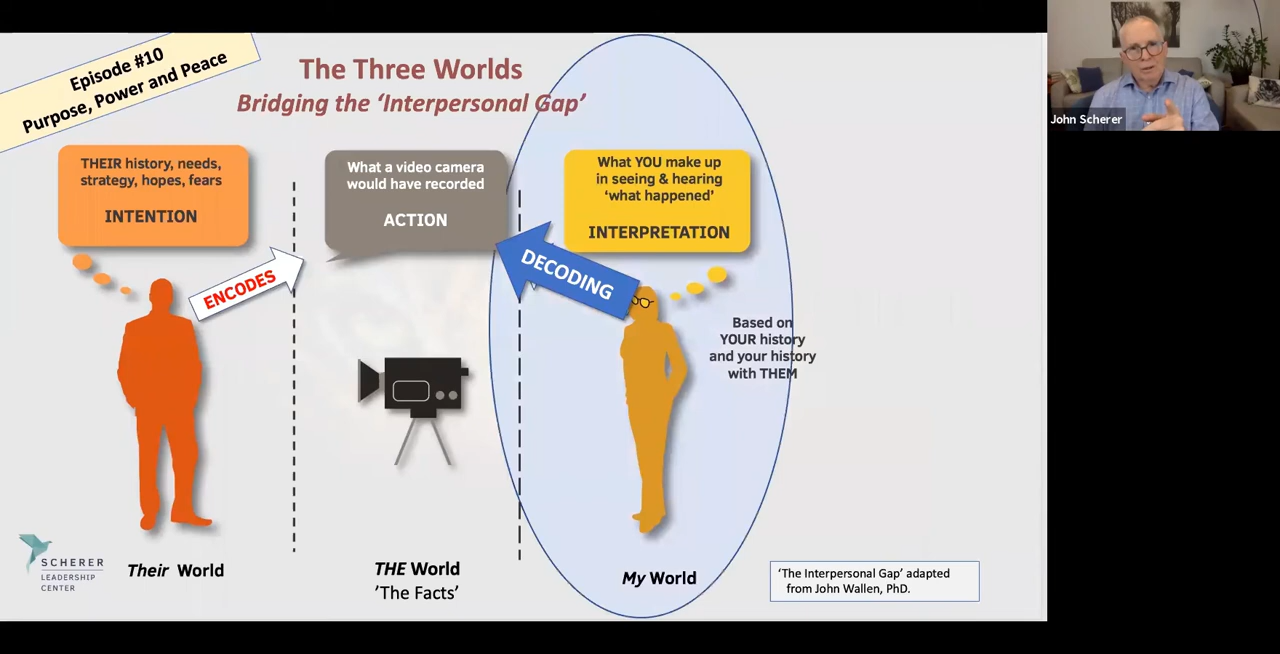 Episode #10
Purpose, Power and Peace
The Three Worlds
Bridging the ‘Interpersonal Gap’
John Scherer
THEIR history, needs,
strategy, hopes, fears
INTENTION
What a video camera
would have recorded
ACTION
What YOU make up
in seeing & hearing
‘what happened’
INTERPRETATION
ENCODES
DECODING
Based on
YOUR history
and your history
with THEM
SCHERER
LEADERSHIP
CENTER
Their World
THE World
‘The Facts’
My World
‘The Interpersonal Gap’ adapted
from John Wallen, PhD.